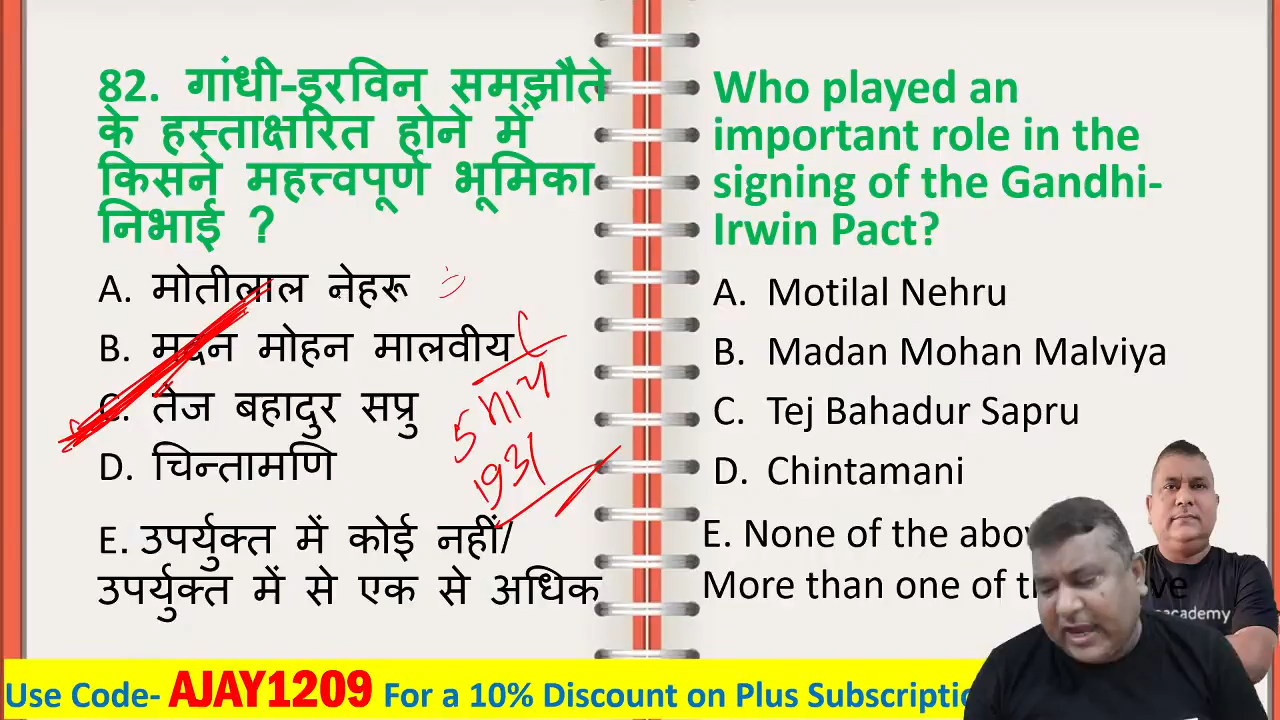 82. गांधी-इरविन समझौते
के हस्ताक्षरित होने में
किसने महत्त्वपूर्ण भूमिका
निभाई ?
A. मोतीलाल नेहरू
B. मदन मोहन मालवीय
C. तेज बहादुर सप्रु
D. चिन्तामणि
E. उपर्युक्त में कोई नहीं/
उपर्युक्त में से एक से अधिक
5 मार्च
1931
Who played an
important role in the
signing of the Gandhi-
Irwin Pact?
A. Motilal Nehru
B. Madan Mohan Malviya
C. Tej Bahadur Sapru
D. Chintamani
E. None of the
More than one of
Use Code- AJAY1209 For a 10% Discount on Plus